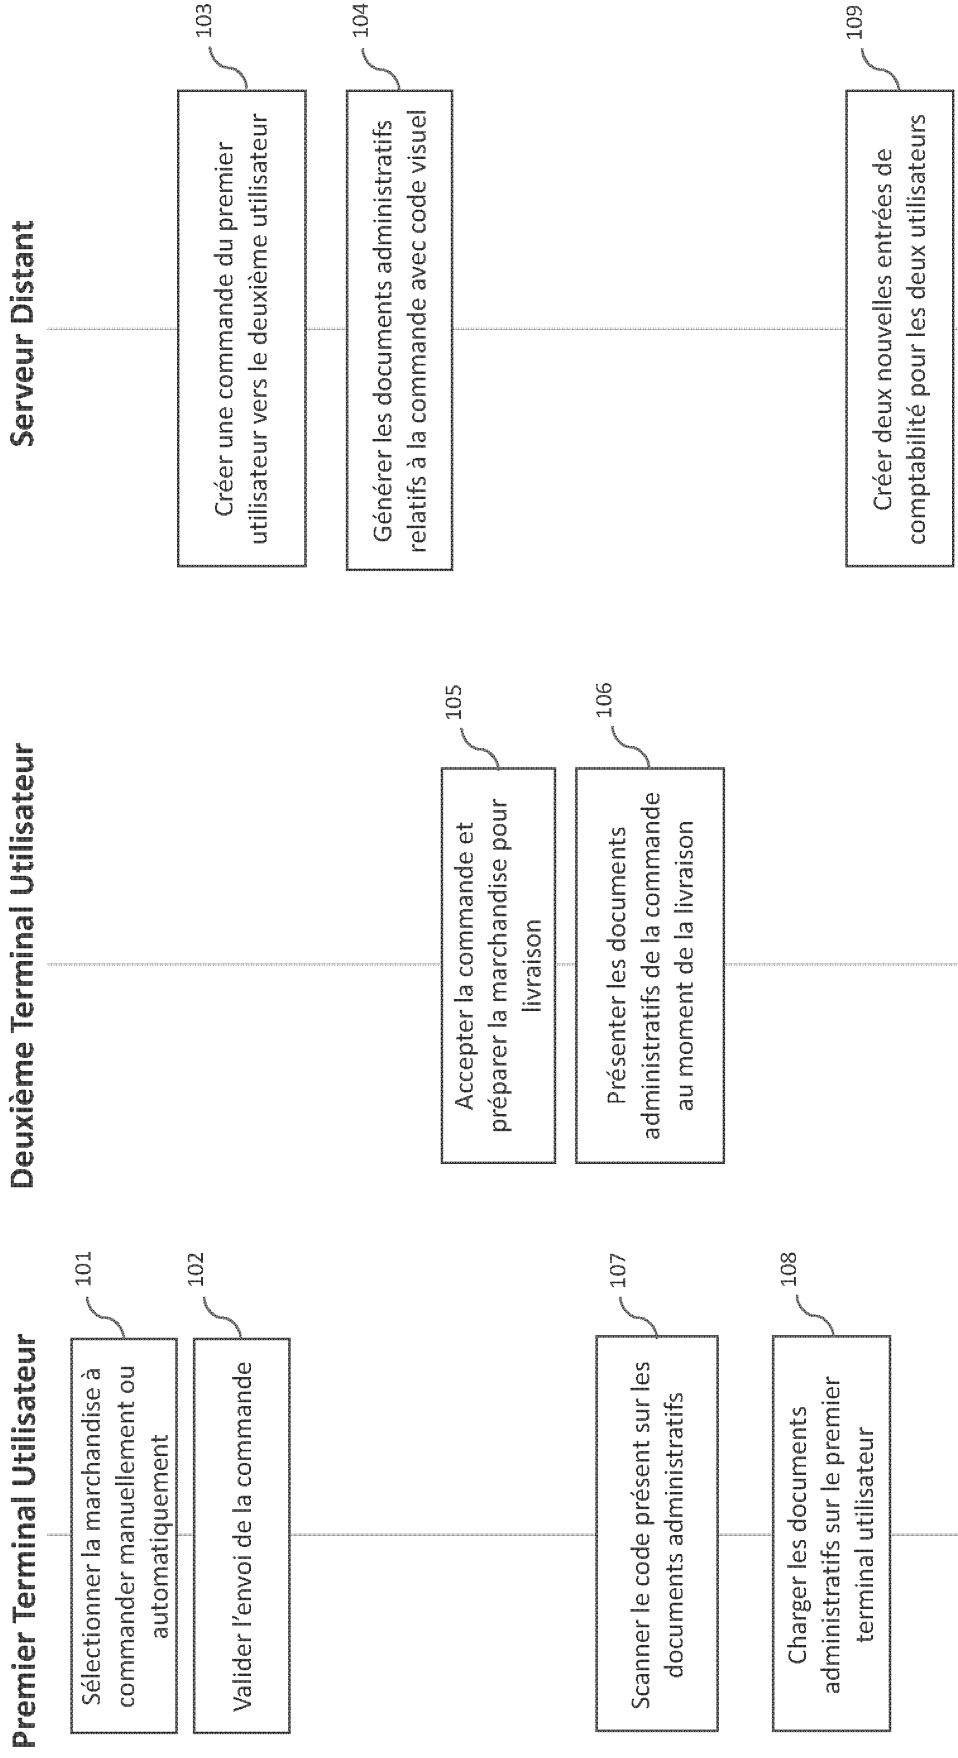 Premier Terminal Utilisateur
Deuxième Terminal Utilisateur
Serveur Distant
101
Sélectionner la marchandise à
commander manuellement ou
automatiquement
102
Valider l'envoi de la commande
103
Créer une commande du premier
utilisateur vers le deuxième utilisateur
104
Générer les documents administratifs
relatifs à la commande avec code visuel
105
Accepter la commande et
préparer la marchandise pour
livraison
106
Présenter les documents
administratifs de la commande
au moment de la livraison
107
Scanner le code présent sur les
documents administratifs
108
Charger les documents
administratifs sur le premier
terminal utilisateur
109
Créer deux nouvelles entrées de
comptabilité pour les deux utilisateurs